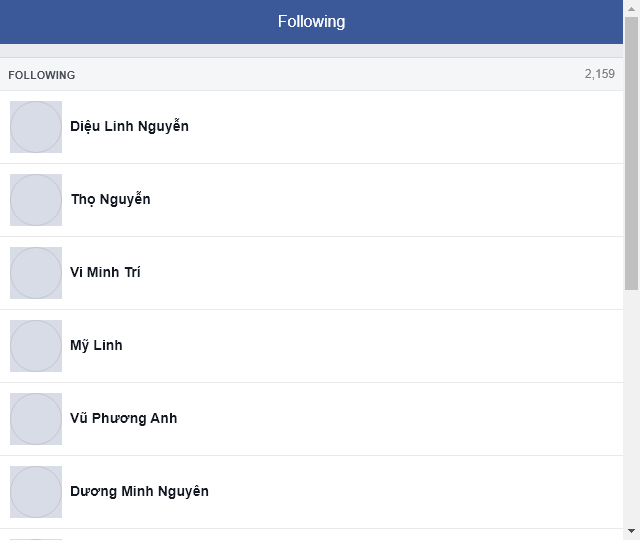 Following
FOLLOWING 2,159
Diệu Linh Nguyễn
Thọ Nguyễn
Vi Minh Trí
Mỹ Linh
Vũ Phương Anh
Dương Minh Nguyên